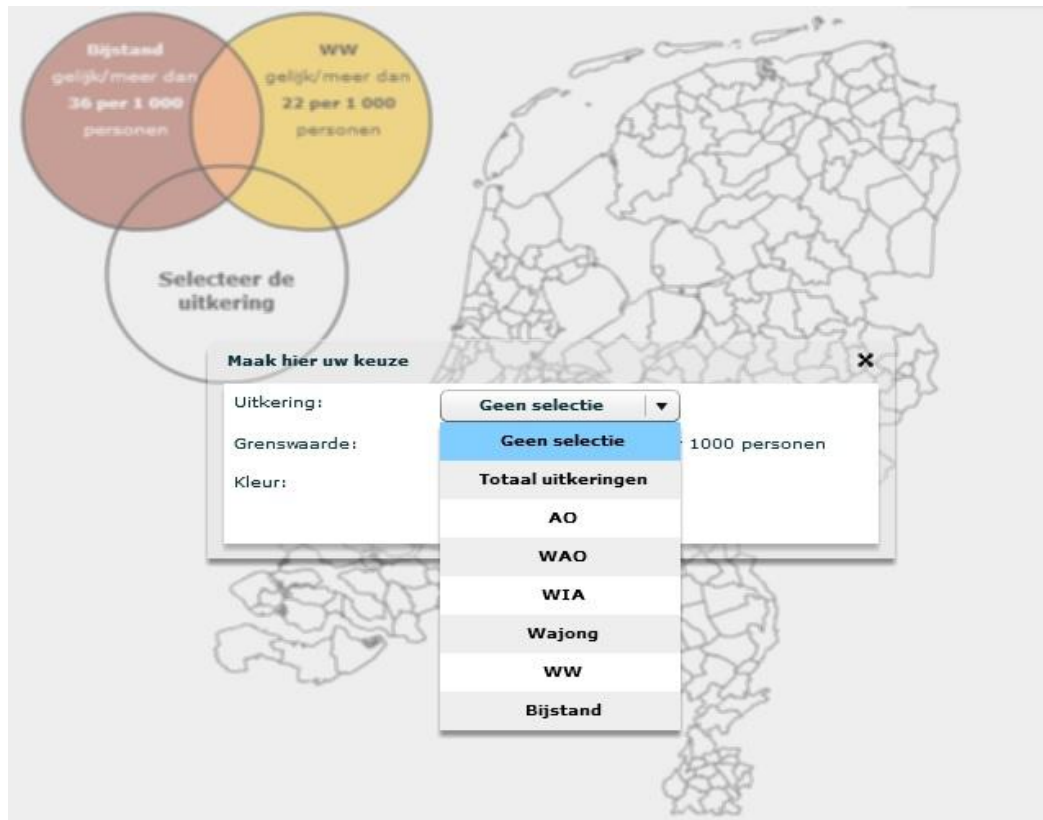 Bijstand
gelijk/meer dan
36 per 1 000
personen
WW
gelijk/meer dan
22 per 1 000
personen
Selecteer de
uitkering
Maak hier uw keuze
Uitkering:
Geen selectie
Grenswaarde:
1000 personen
Kleur:
Geen selectie
Totaal uitkeringen
AO
WAO
WIA
Wajong
WW
Bijstand